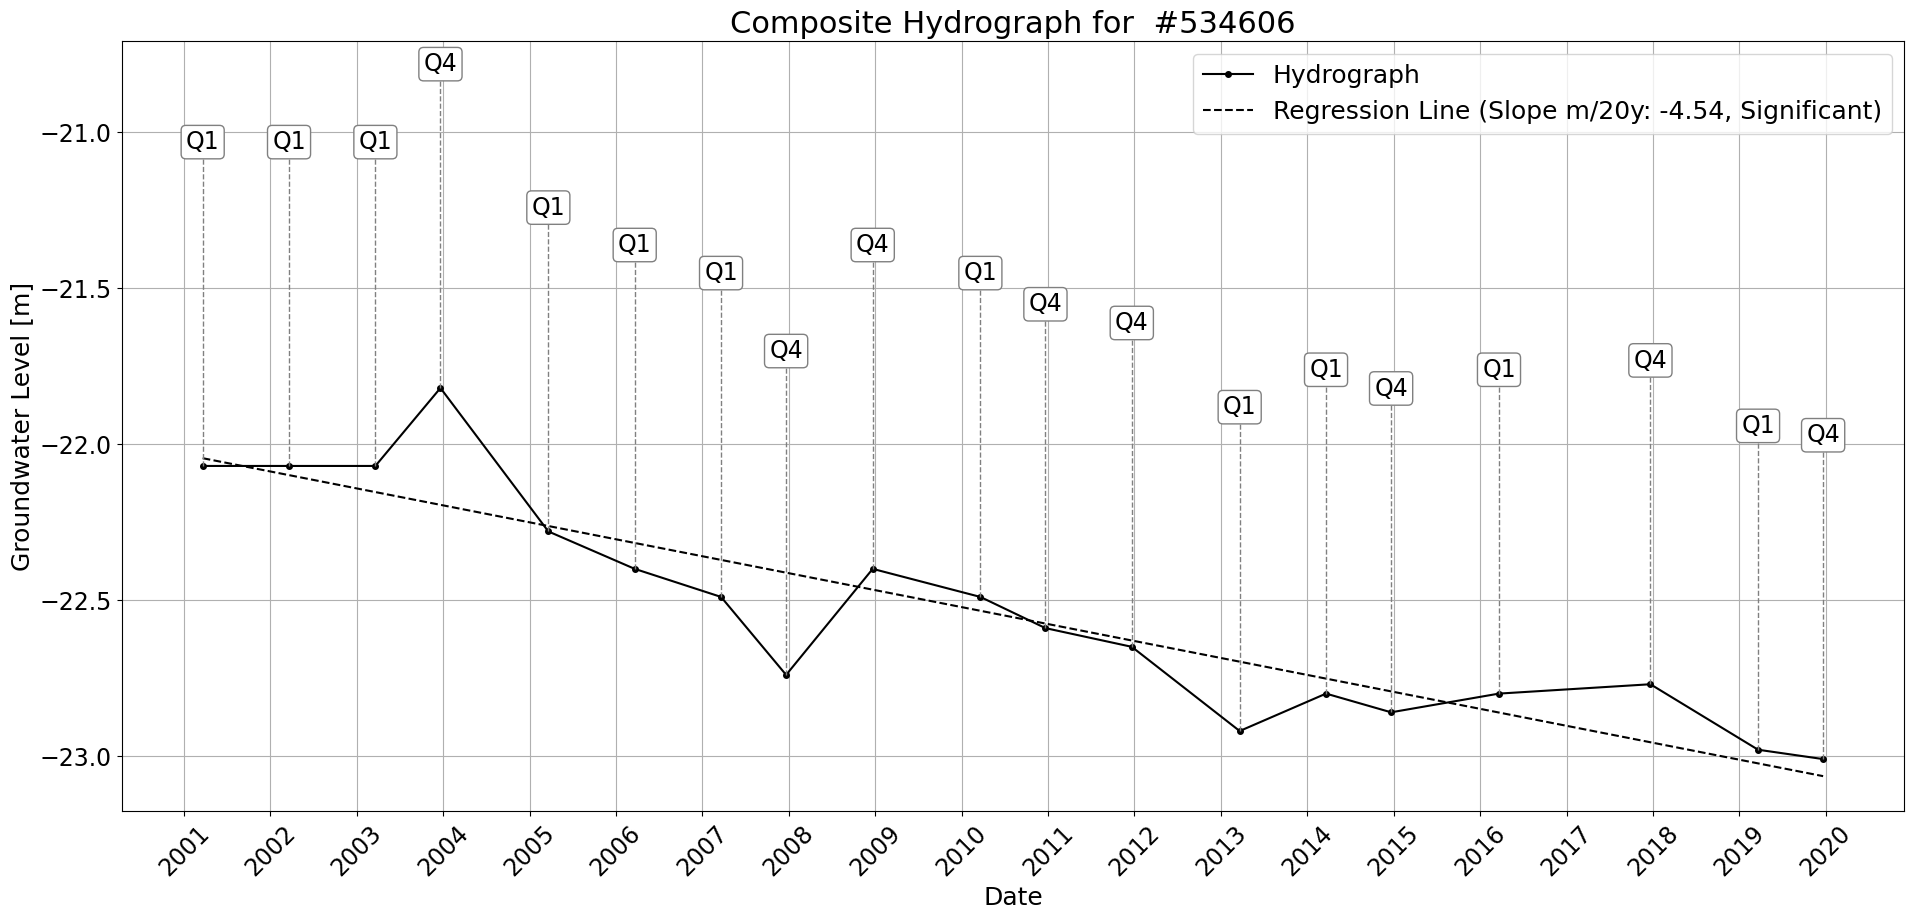 Composite Hydrograph for  #534606
Hydrograph
Regression Line (Slope m/20y: -4.54, Significant)
Q4
Q1
Q1
Q1
Q1
Q1
Q4
Q1
Q1
Q4
Q4
Q4
Q4
Q1
Q1
Q4
Q1
Q4
Q1
Q4
Groundwater Level [m]
−21.0
−21.5
−22.0
−22.5
−23.0
2001
2002
2003
2004
2005
2006
2007
2008
2009
2010
2011
2012
2013
2014
2015
2016
2017
2018
2019
2020
Date